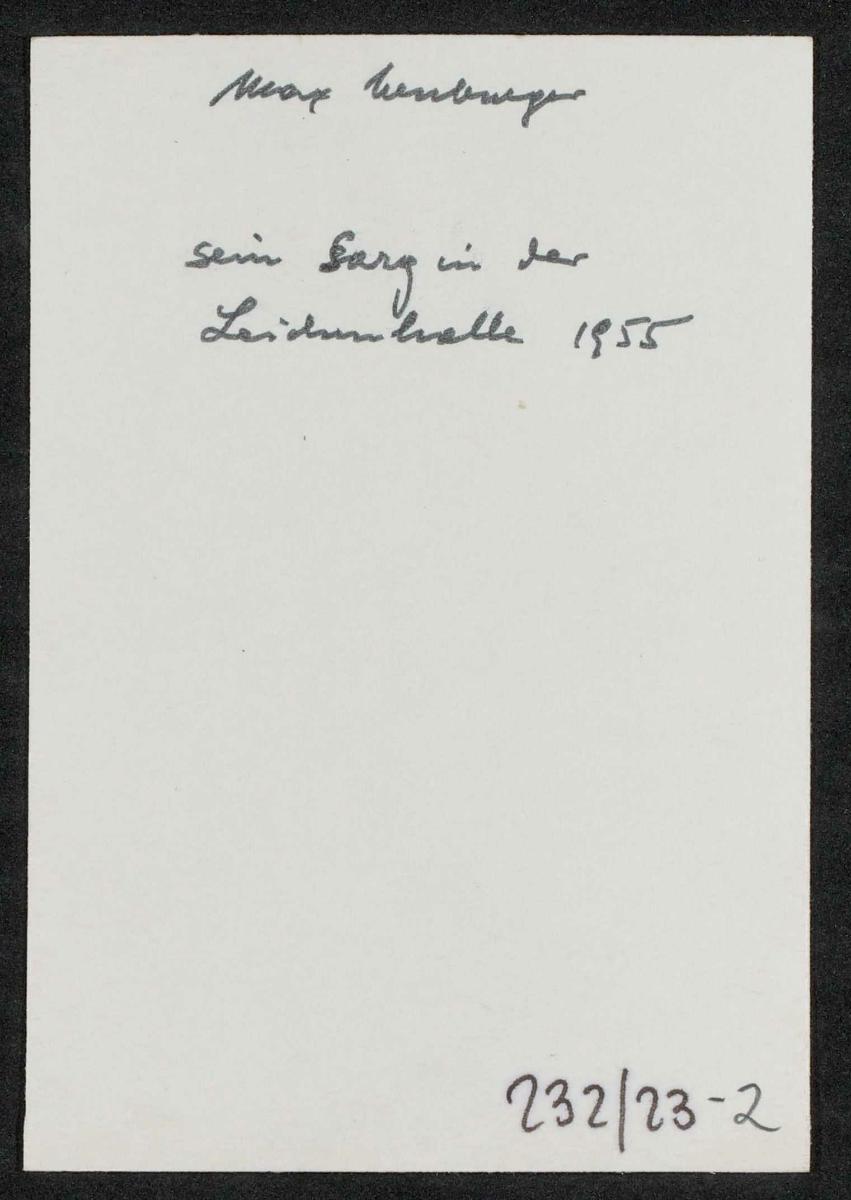 Max Neuburger
sein Sarg in der
Leichenhalle 1955
232/23-2